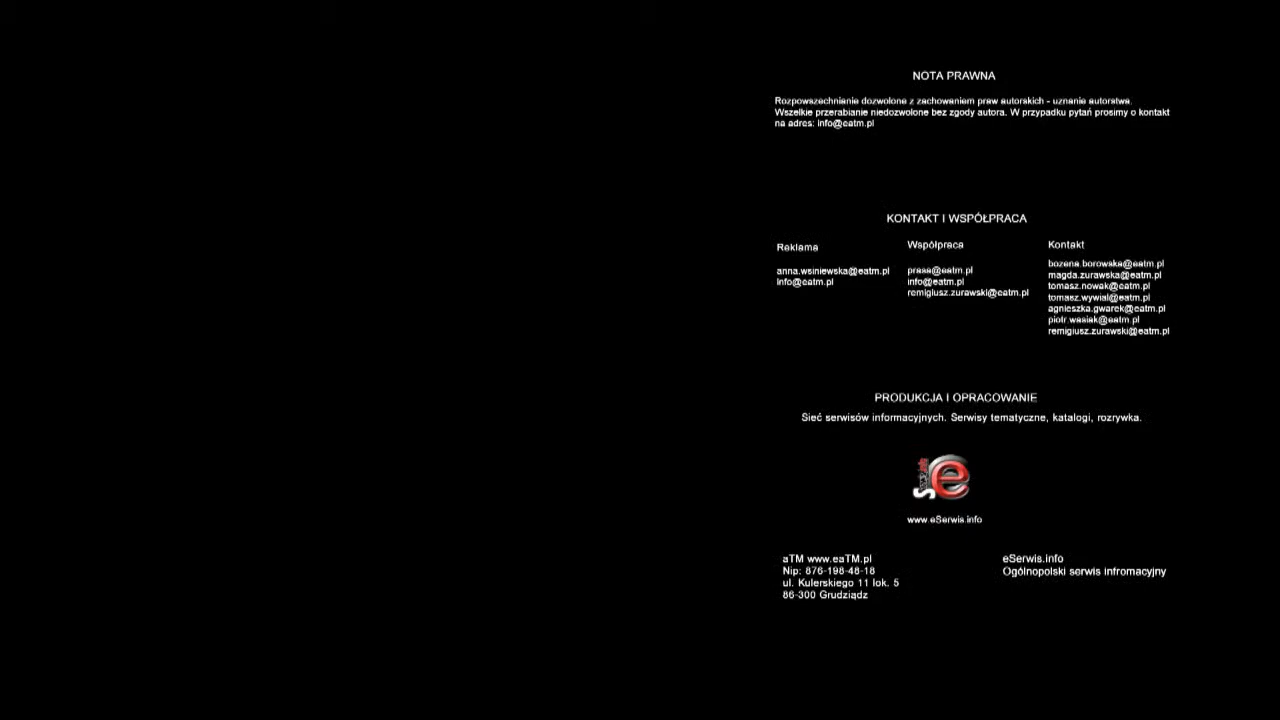 NOTA PRAWNA
Rozpowszechnianie dozwolone z zachowaniem praw autorskich - uznanie autorstwa.
Wszelkie przerabianie niedozwolone bez zgody autora. W przypadku pytań prosimy o kontakt
na adres: info@eatm.pl
KONTAKT I WSPÓŁPRACA
Reklama
anna.wsiniewska@eatm.pl
info@eatm.pl
Współpraca
prasa@eatm.pl
info@eatm.pl
remigiusz.zurawski@eatm.pl
Kontakt
bozena.borowska@eatm.pl
magda.zurawska@eatm.pl
tomasz.nowak@eatm.pl
tomasz.wywial@eatm.pl
agnieszka.gwarek@eatm.pl
piotr.wasiak@eatm.pl
remigiusz.zurawski@eatm.pl
PRODUKCJA I OPRACOWANIE
Sieć serwisów informacyjnych. Serwisy tematyczne, katalogi, rozrywka.
e
www.eSerwis.info
aTM www.eaTM.pl
Nip: 876-198-48-18
ul. Kulerskiego 11 lok. 5
86-300 Grudziądz
eSerwis.info
Ogólnopolski serwis infromacyjny